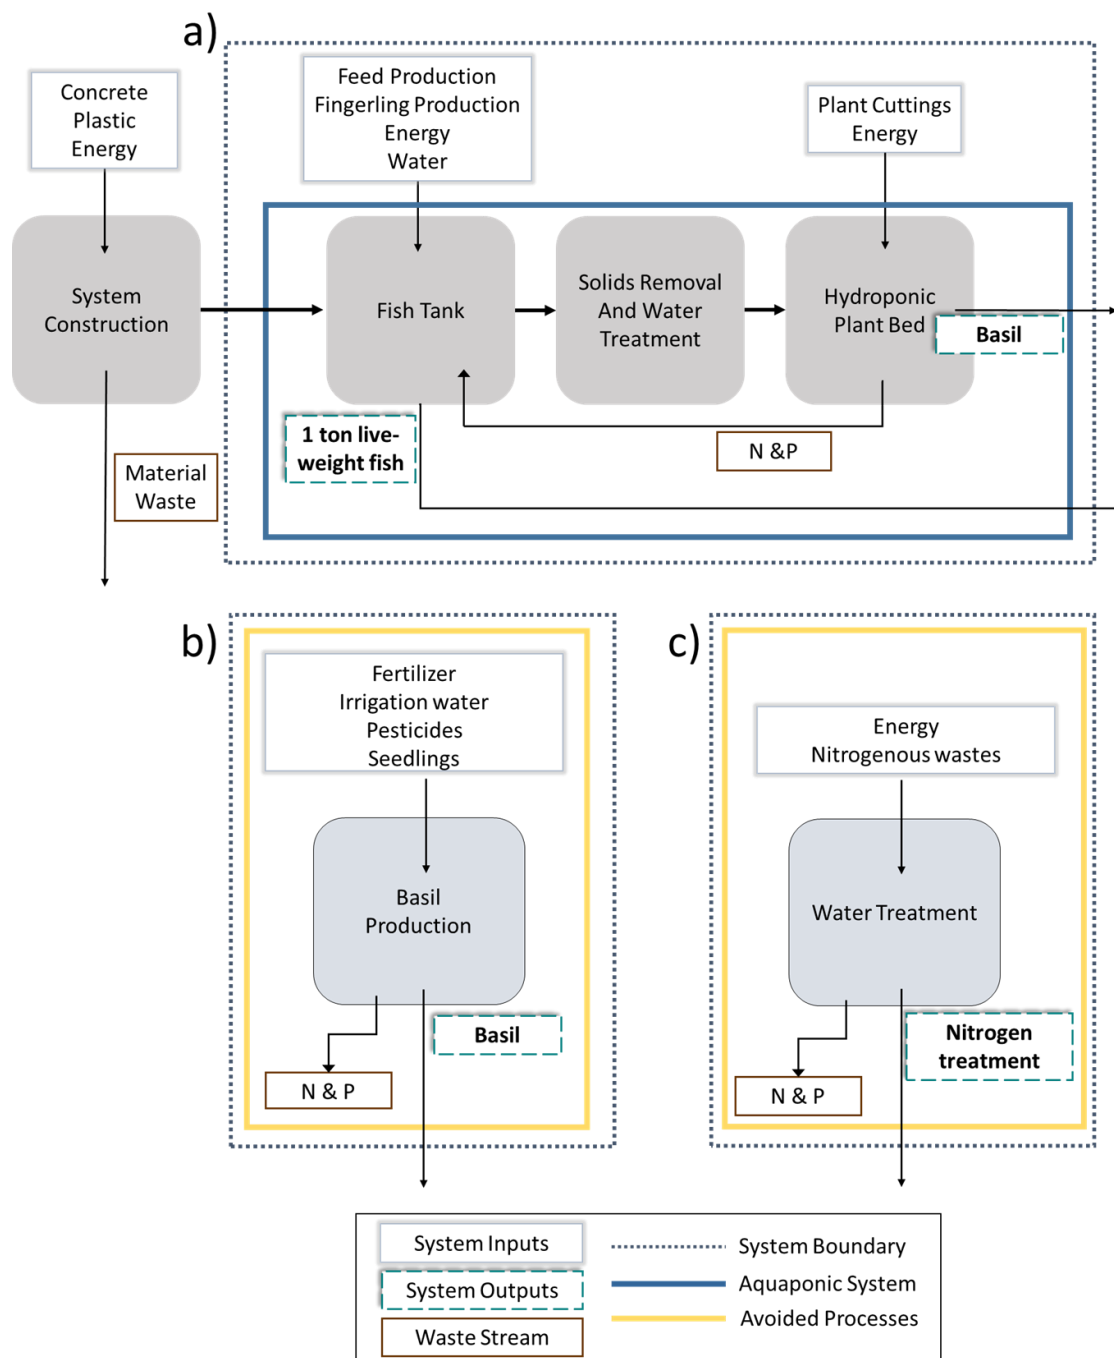 a)
Concrete
Plastic
Energy
Feed Production
Fingerling Production
Energy
Water
Plant Cuttings
Energy
System
Construction
Fish Tank
Solids Removal
And Water
Treatment
Hydroponic
Plant Bed
Basil
1 ton live-
weight fish
N &P
Material
Waste
b)
Fertilizer
Irrigation water
Pesticides
Seedlings
Basil
Production
Basil
N & P
c)
Energy
Nitrogenous wastes
Water Treatment
Nitrogen
treatment
N & P
System Inputs
System Outputs
Waste Stream
System Boundary
Aquaponic System
Avoided Processes